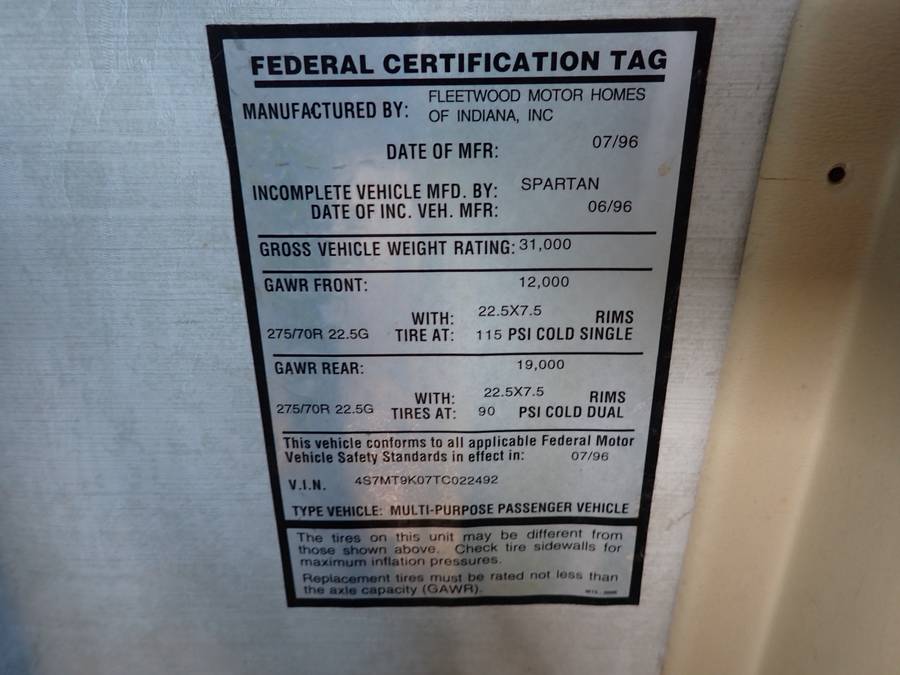 FEDERAL CERTIFICATION TAG
MANUFACTURED BY: FLEETWOOD MOTOR HOMES
OF INDIANA, INC
DATE OF MFR: 07/96
INCOMPLETE VEHICLE MFD. BY: SPARTAN
DATE OF INC. VEH. MFR: 06/96
GROSS VEHICLE WEIGHT RATING: 31,000
GAWR FRONT: 12,000
WITH: 22.5X7.5 RIMS
275/70R 22.5G TIRE AT: 115 PSI COLD SINGLE
GAWR REAR: 19,000
WITH: 22.5X7.5 RIMS
275/70R 22.5G TIRES AT: 90 PSI COLD DUAL
This vehicle conforms to all applicable Federal Motor
Vehicle Safety Standards in effect in: 07/96
V.I.N. 4S7MT9K07TC022492
TYPE VEHICLE: MULTI-PURPOSE PASSENGER VEHICLE
The tires on this unit may be different from
those shown above. Check tire sidewalls for
maximum inflation pressures.
Replacement tires must be rated not less than
the axle capacity (GAWR).